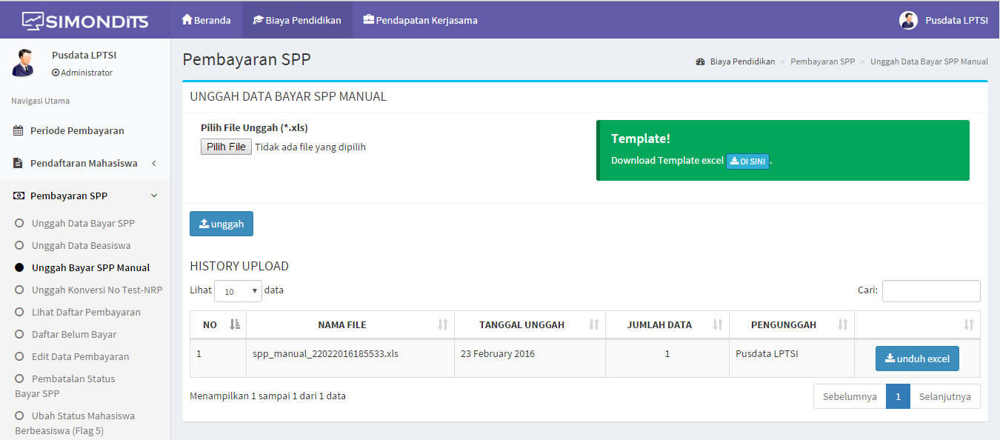 SIMONDITS
Beranda
Biaya Pendidikan
Pendapatan Kerjasama
Pusdata LPTSI
Pusdata LPTSI
Administrator
Navigasi Utama
Periode Pembayaran
Pendaftaran Mahasiswa
Pembayaran SPP
Unggah Data Bayar SPP
Unggah Data Beasiswa
Unggah Bayar SPP Manual
Unggah Konversi No Test-NRP
Lihat Daftar Pembayaran
Daftar Belum Bayar
Edit Data Pembayaran
Pembatalan Status
Bayar SPP
Ubah Status Mahasiswa
Berbeasiswa (Flag 5)
Pembayaran SPP
Biaya Pendidikan > Pembayaran SPP > Unggah Data Bayar SPP Manual
UNGGAH DATA BAYAR SPP MANUAL
Pilih File Unggah (*.xls)
Pilih File Tidak ada file yang dipilih
Template!
Download Template excel DI SINI .
unggah
HISTORY UPLOAD
Lihat 10 data
Cari:
NO NAMA FILE TANGGAL UNGGAH JUMLAH DATA PENGUNGGAH
1 spp_manual_22022016185533.xls 23 February 2016 1 Pusdata LPTSI unduh excel
Menampilkan 1 sampai 1 dari 1 data
Sebelumnya 1 Selanjutnya